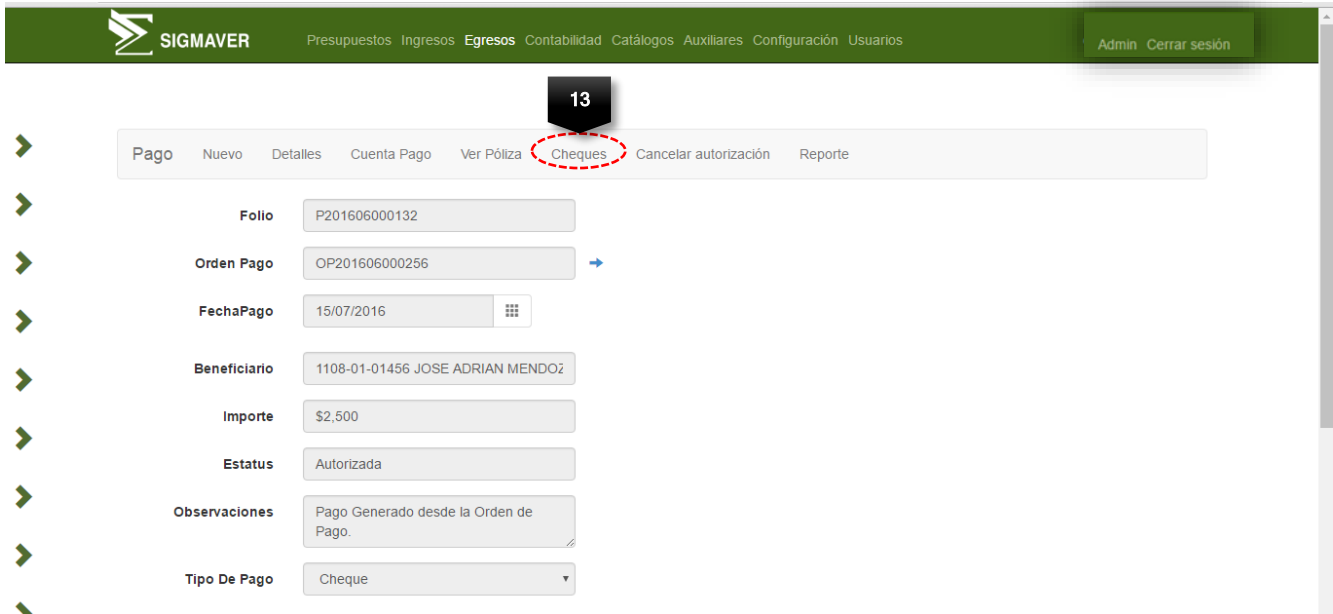 SIGMAVER Presupuestos Ingresos Egresos Contabilidad Catálogos Auxiliares Configuración Usuarios Admin Cerrar sesión
13
Pago Nuevo Detalles Cuenta Pago Ver Póliza Cheques Cancelar autorización Reporte
Folio P201606000132
Orden Pago OP201606000256
FechaPago 15/07/2016
Beneficiario 1108-01-01456 JOSE ADRIAN MENDOZ
Importe $2,500
Estatus Autorizada
Observaciones Pago Generado desde la Orden de
Pago.
Tipo De Pago Cheque